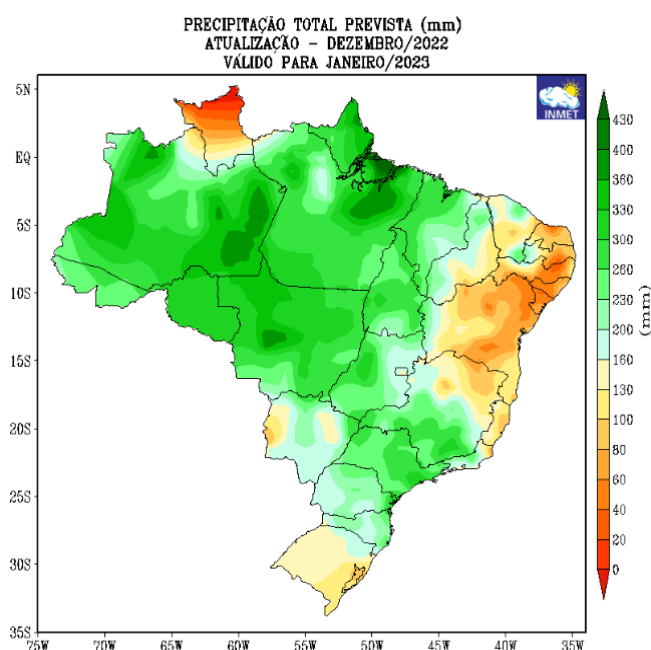 PRECIPITAÇÃO TOTAL PREVISTA (mm)
ATUALIZAÇÃO - DEZEMBRO/2022
VÁLIDO PARA JANEIRO/2023
INMET
5N
EQ
5S
10S
15S
20S
25S
30S
35S
75W 70W 65W 60W 55W 50W 45W 40W 35W
430
400
360
330
300
280
230
200
160
130
100
80
60
40
20
0
(mm)